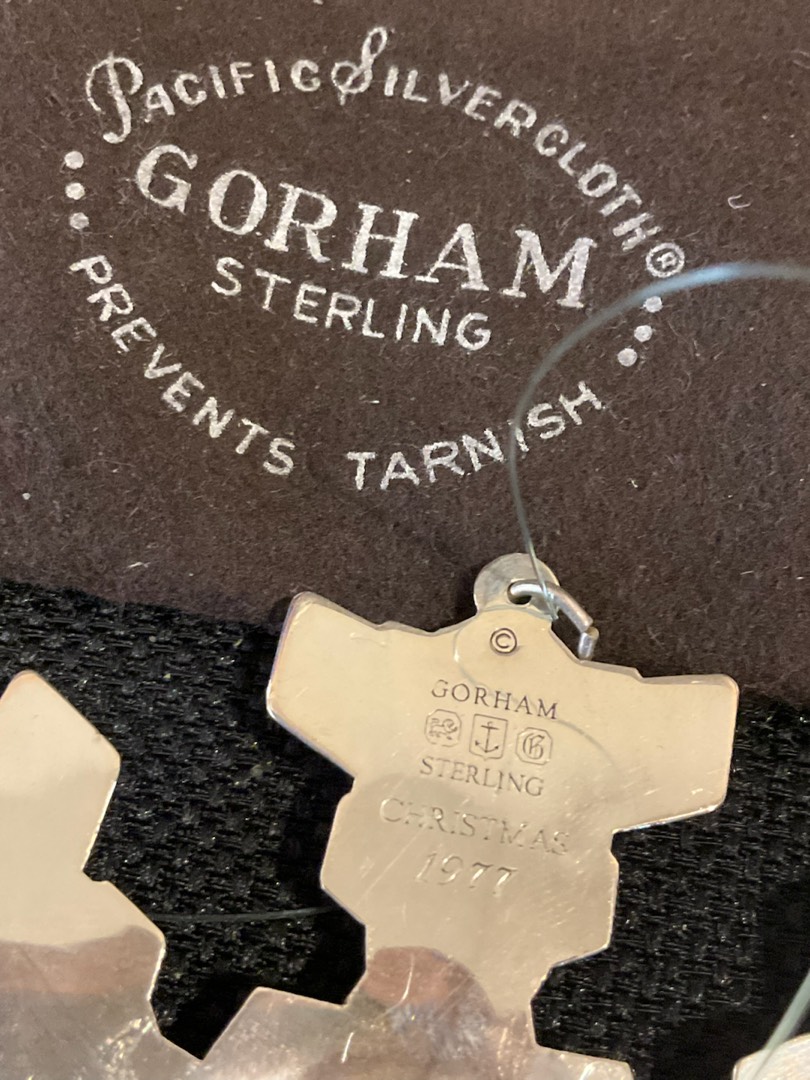 PACIFIC SILVERCLOTH®
GORHAM
STERLING
PREVENTS TARNISH
©
GORHAM
G
STERLING
CHRISTMAS
1977